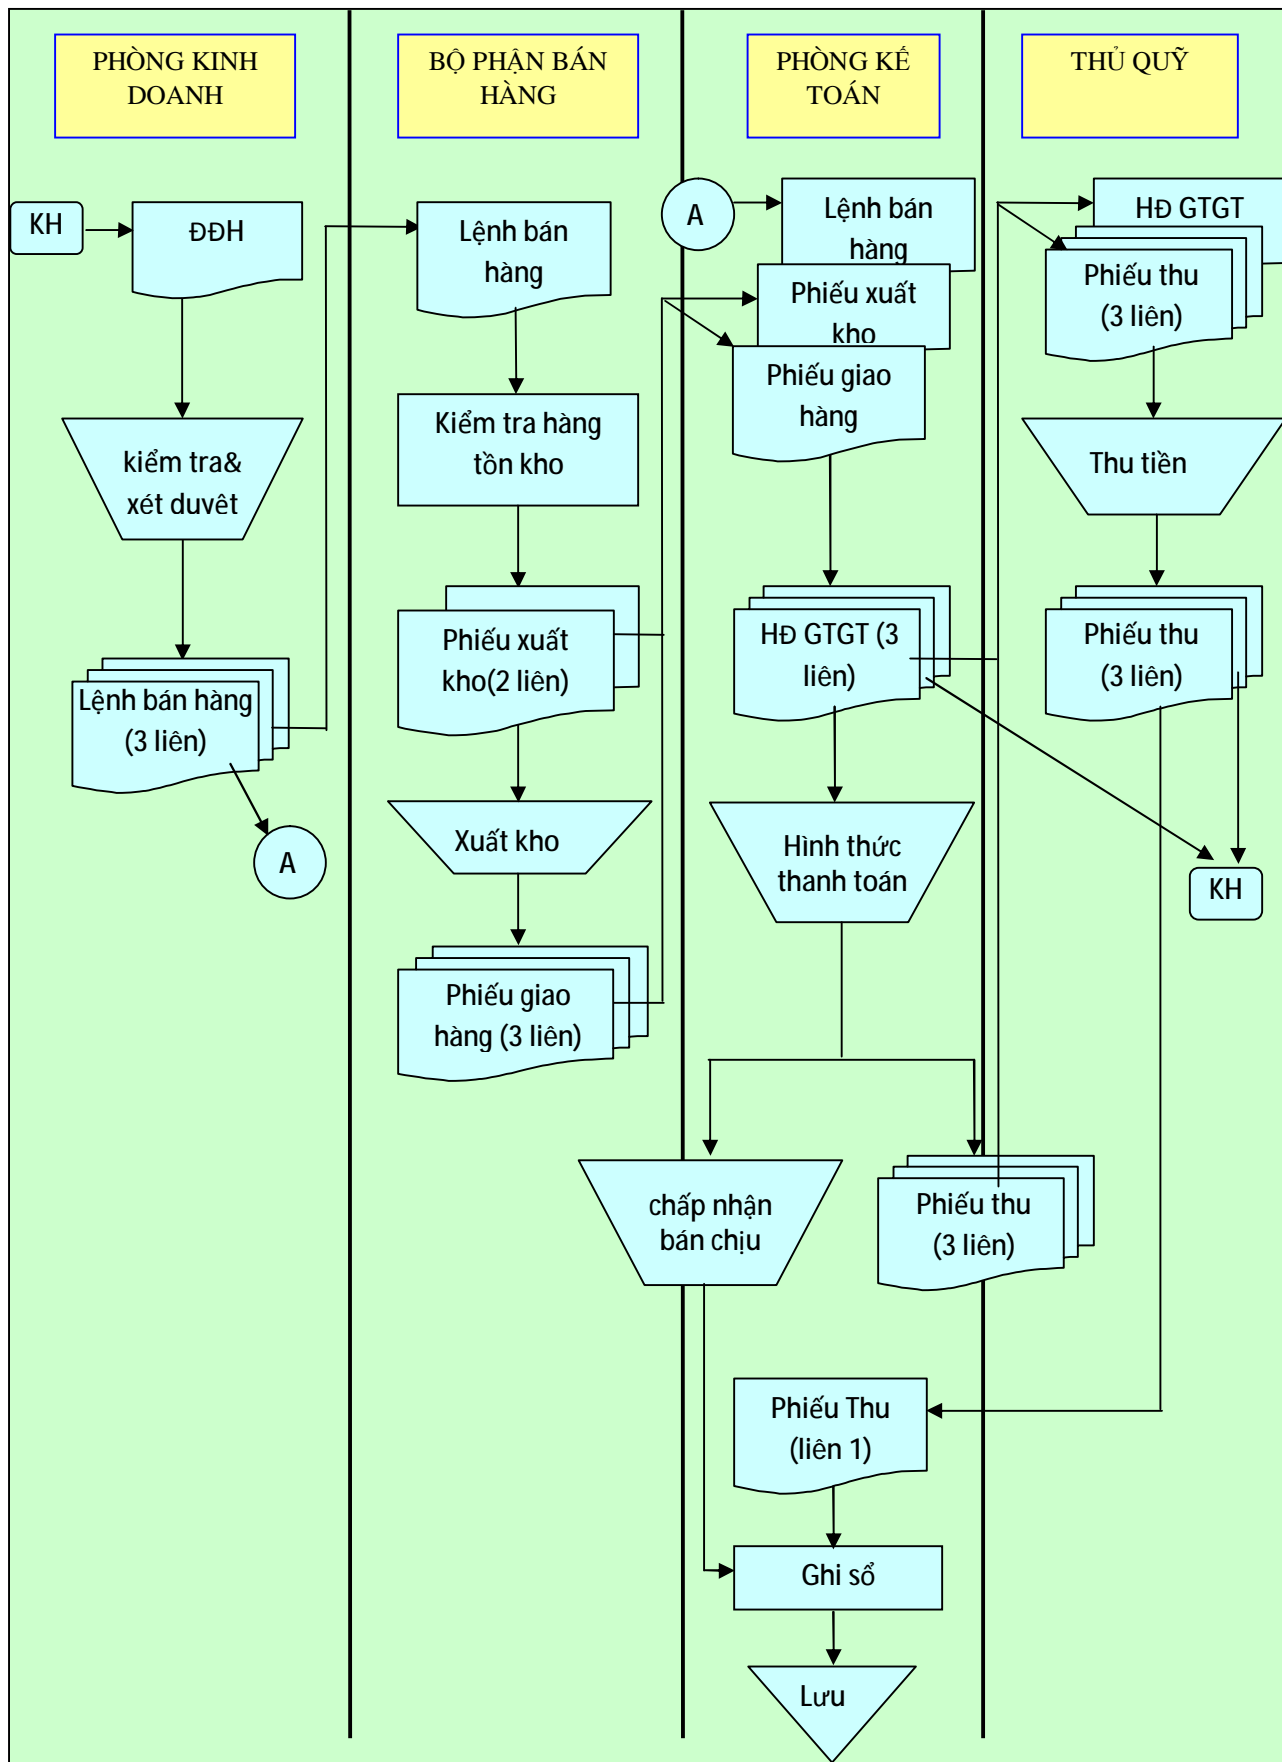 PHÒNG KINH
DOANH
BỘ PHẬN BÁN
HÀNG
PHÒNG KẾ
TOÁN
THỦ QUỸ
KH
ĐĐH
kiểm tra&
xét duvêt
Lệnh bán hàng
(3 liên)
A
Lệnh bán
hàng
Kiểm tra hàng
tồn kho
Phiếu xuất
kho(2 liên)
Xuất kho
Phiếu giao
hàng (3 liên)
A
Lệnh bán
hàng
Phiếu xuất
kho
Phiếu giao
hàng
HĐ GTGT (3
liên)
Hình thức
thanh toán
chấp nhận
bán chịu
Phiếu thu
(3 liên)
Phiếu Thu
(liên 1)
Ghi sổ
Lưu
HĐ GTGT
Phiếu thu
(3 liên)
Thu tiền
Phiếu thu
(3 liên)
KH